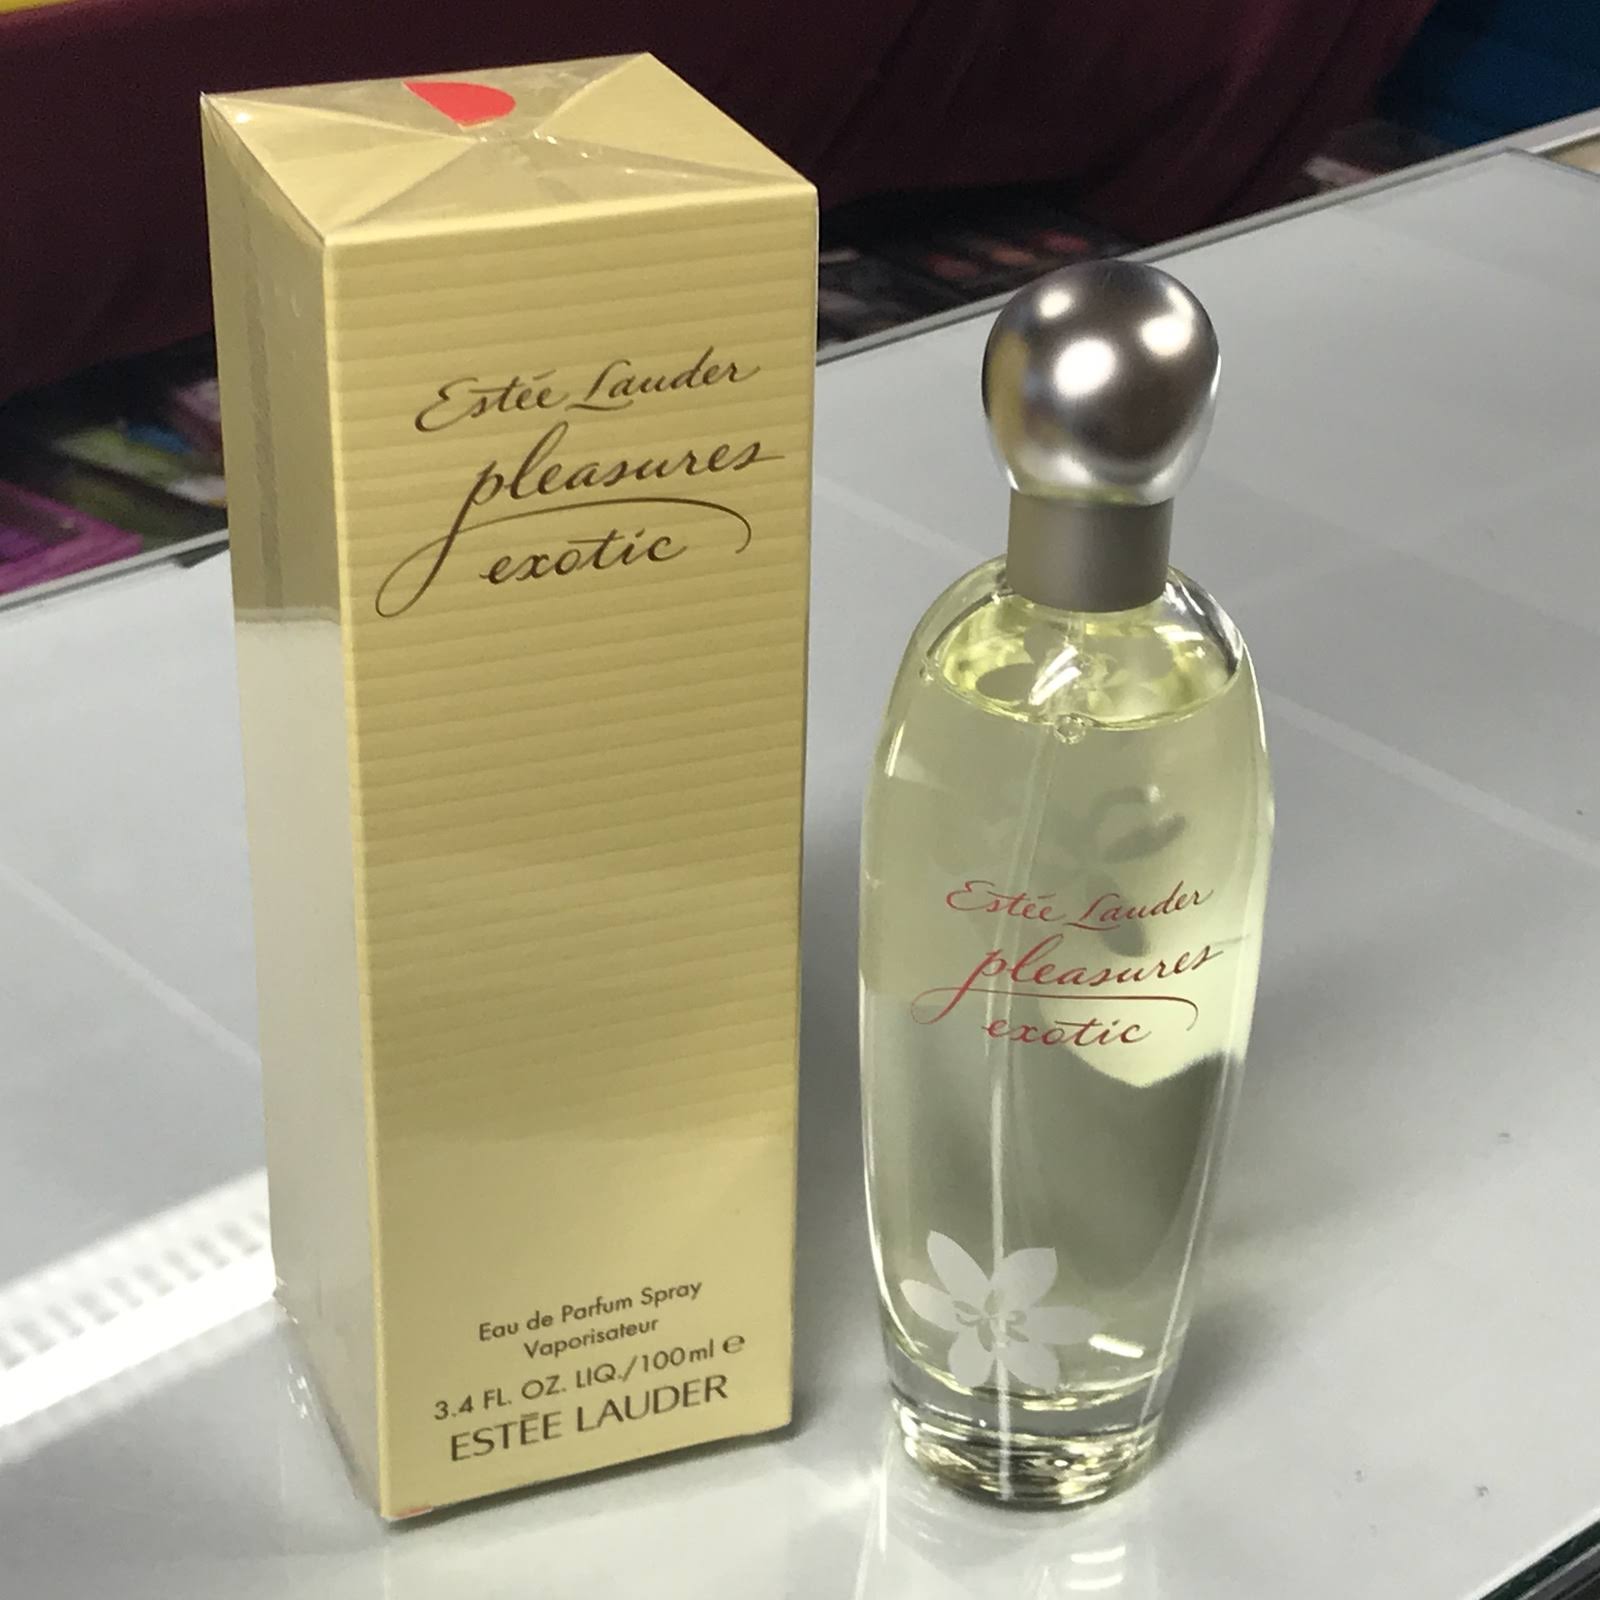 Estée Lauder
pleasures
exotic
Eau de Parfum Spray
Vaporisateur
3.4 FL. OZ. LIQ./100ml ℮
ESTĒE LAUDER
Estée Lauder
pleasures
exotic